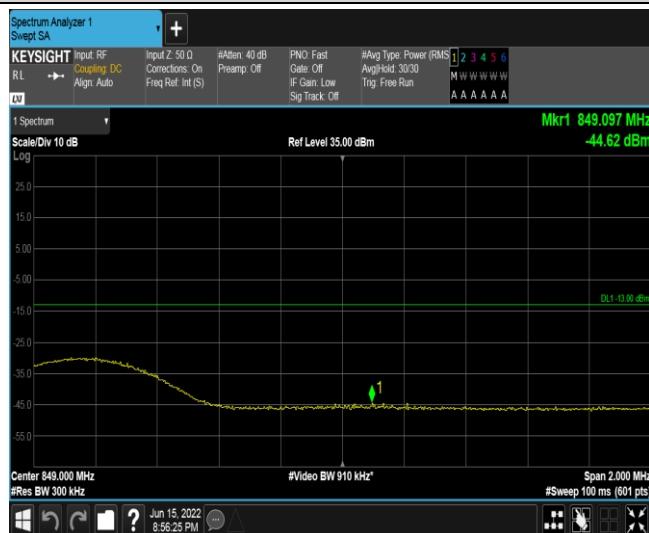 Spectrum Analyzer 1
Swept SA
+
KEYSIGHT Input: RF Input Z: 50 Ω #Atten: 40 dB PNO: Fast #Avg Type: Power (RMS 1 2 3 4 5 6
RL Coupling: DC Corrections: On Preamp: Off Gate: Off Avg|Hold: 30/30 M W W W W W
Align: Auto Freq Ref: Int (S) IF Gain: Low Trig: Free Run
LXI Sig Track: Off A A A A A A
1 Spectrum Mkr1 849.097 MHz
Scale/Div 10 dB Ref Level 35.00 dBm -44.62 dBm
Log
25.0
15.0
5.00
-5.00
DL1 -13.00 dBm
-15.0
-25.0
-35.0
1
-45.0
-55.0
Center 849.000 MHz #Video BW 910 kHz* Span 2.000 MHz
#Res BW 300 kHz #Sweep 100 ms (601 pts)
? Jun 15, 2022
8:56:25 PM